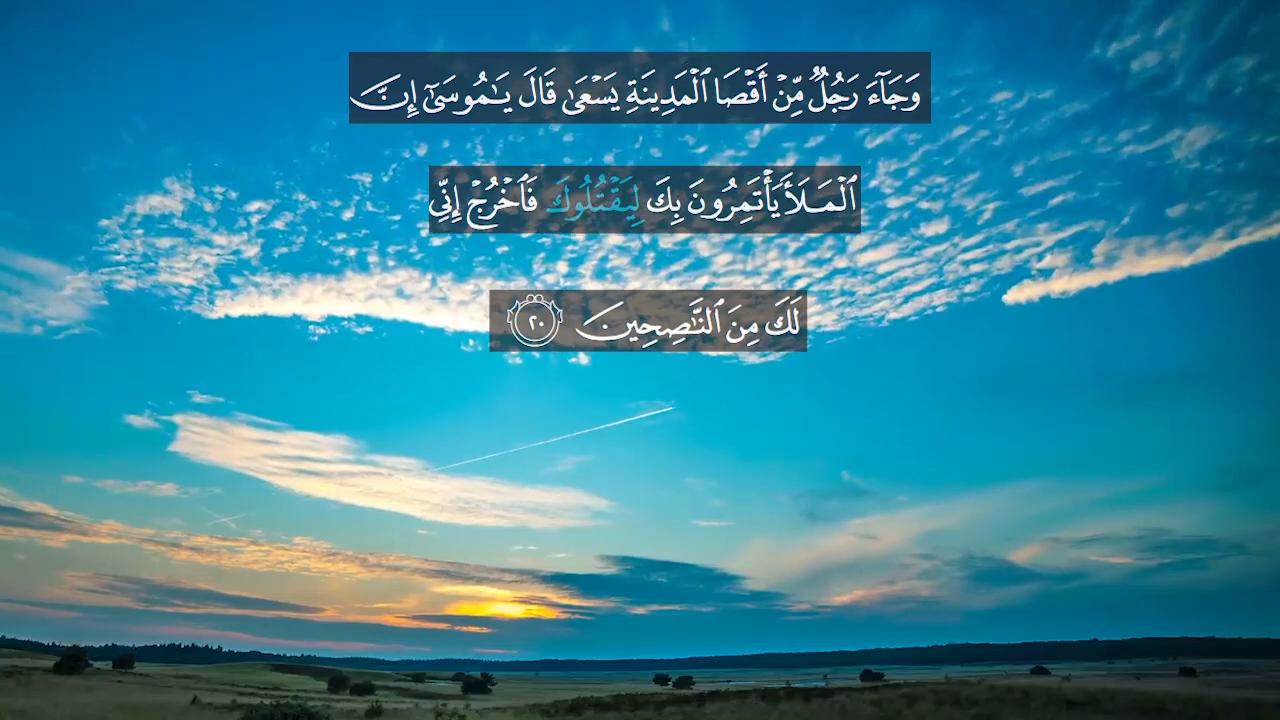 وَجَآءَ رَجُلٌ مِّنْ أَقْصَا ٱلْمَدِينَةِ يَسْعَىٰ قَالَ يَـٰمُوسَىٰٓ إِنَّ
ٱلْمَلَأَ يَأْتَمِرُونَ بِكَ لِيَقْتُلُوكَ فَٱخْرُجْ إِنِّى
لَكَ مِنَ ٱلنَّـٰصِحِينَ ٢٠